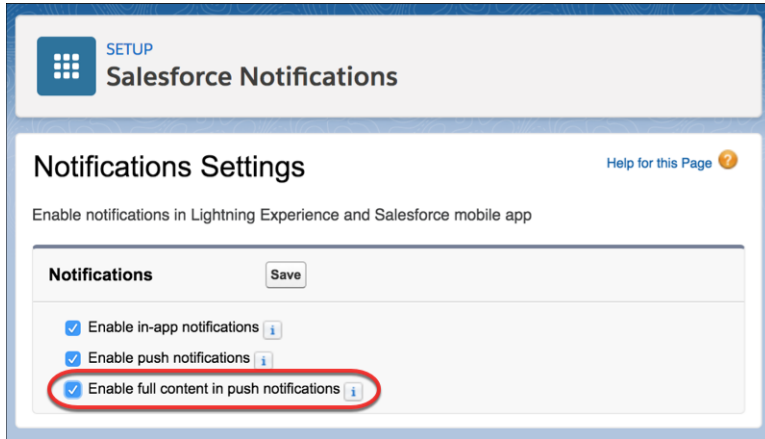 SETUP
Salesforce Notifications
Notifications Settings
Help for this Page ?
Enable notifications in Lightning Experience and Salesforce mobile app
Notifications Save
Enable in-app notifications i
Enable push notifications i
Enable full content in push notifications i